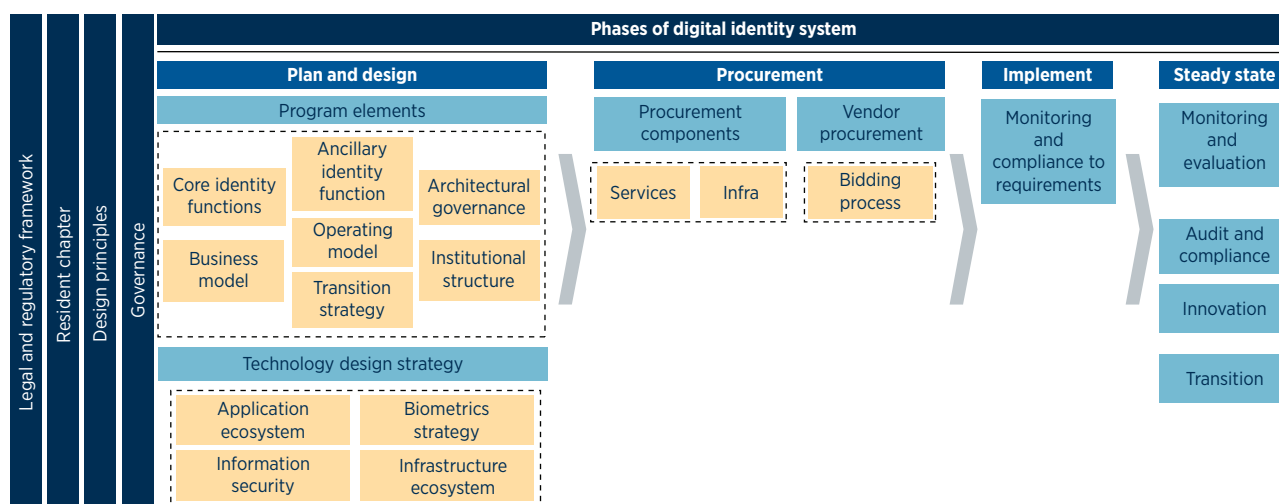 Legal and regulatory framework
Resident chapter
Design principles
Governance
Phases of digital identity system
Plan and design
Program elements
Core identity
functions
Ancillary
identity
function
Architectural
governance
Business
model
Operating
model
Institutional
structure
Transition
strategy
Technology design strategy
Application
ecosystem
Biometrics
strategy
Information
security
Infrastructure
ecosystem
Procurement
Procurement
components
Services
Infra
Vendor
procurement
Bidding
process
Implement
Monitoring
and
compliance to
requirements
Steady state
Monitoring
and
evaluation
Audit and
compliance
Innovation
Transition